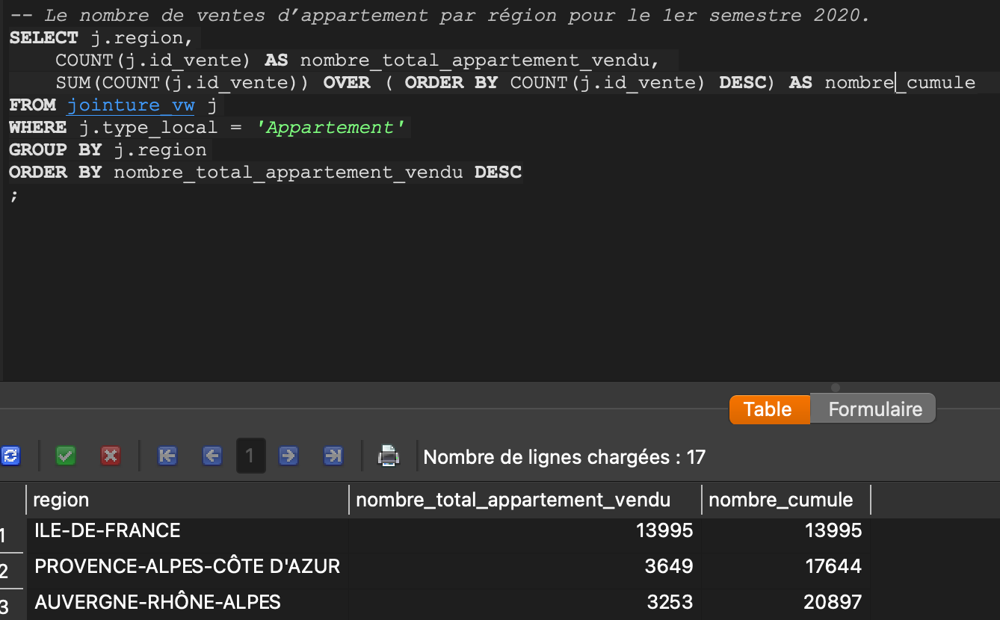 -- Le nombre de ventes d’appartement par région pour le 1er semestre 2020.
SELECT j.region,
COUNT(j.id_vente) AS nombre_total_appartement_vendu,
SUM(COUNT(j.id_vente)) OVER ( ORDER BY COUNT(j.id_vente) DESC) AS nombre_cumule
FROM jointure_vw j
WHERE j.type_local = 'Appartement'
GROUP BY j.region
ORDER BY nombre_total_appartement_vendu DESC
;
Table Formulaire
1 Nombre de lignes chargées : 17
region nombre_total_appartement_vendu nombre_cumule
1 ILE-DE-FRANCE 13995 13995
2 PROVENCE-ALPES-CÔTE D'AZUR 3649 17644
3 AUVERGNE-RHÔNE-ALPES 3253 20897